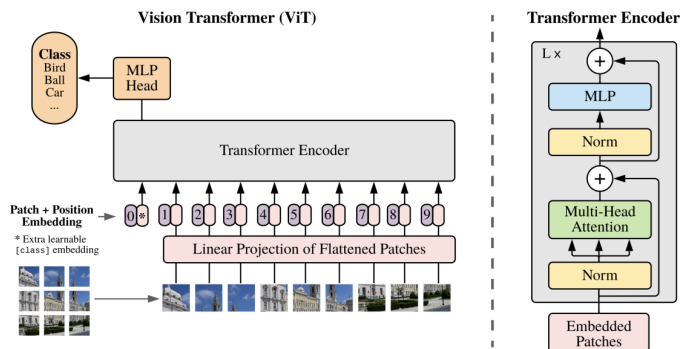 Vision Transformer (ViT)
Class
Bird
Ball
Car
...
MLP
Head
Transformer Encoder
Patch + Position
Embedding
0 * 1 2 3 4 5 6 7 8 9
* Extra learnable
[class] embedding
Linear Projection of Flattened Patches
Transformer Encoder
L ×
+
MLP
Norm
+
Multi-Head
Attention
Norm
Embedded
Patches